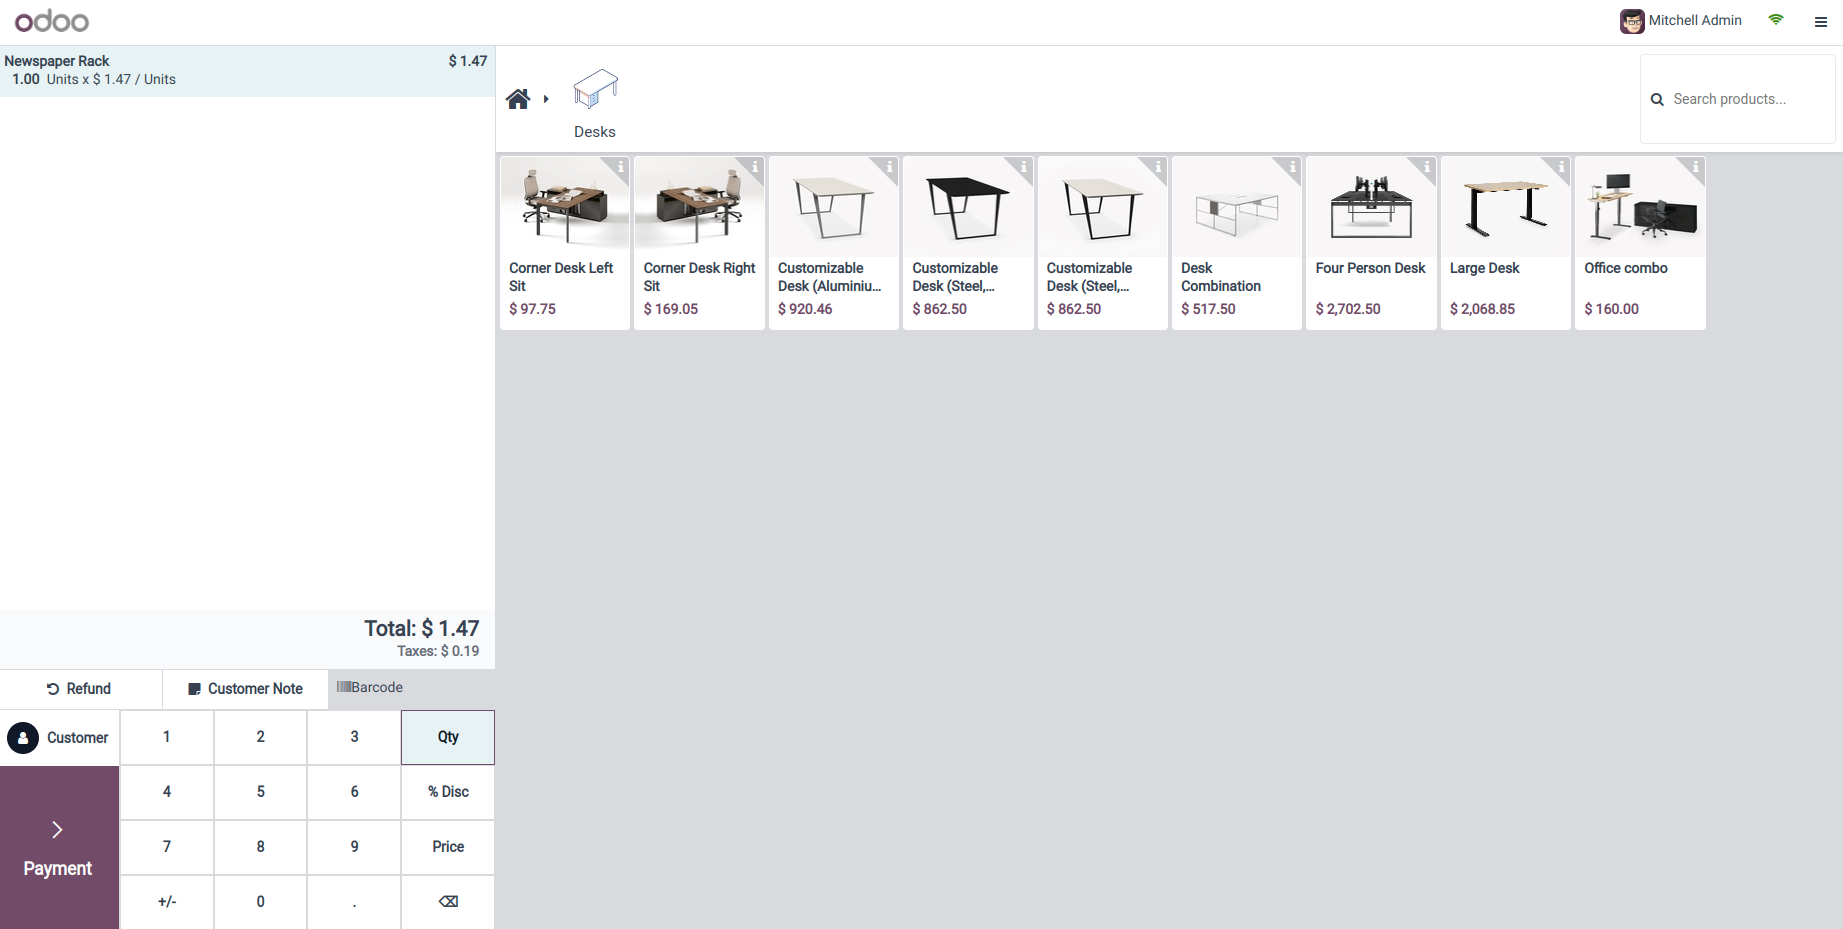 odoo
Mitchell Admin
Newspaper Rack $ 1.47
1.00 Units x $ 1.47 / Units
Desks
Search products...
Corner Desk Left
Sit
$ 97.75
Corner Desk Right
Sit
$ 169.05
Customizable
Desk (Aluminiu...
$ 920.46
Customizable
Desk (Steel,...
$ 862.50
Customizable
Desk (Steel,...
$ 862.50
Desk
Combination
$ 517.50
Four Person Desk
$ 2,702.50
Large Desk
$ 2,068.85
Office combo
$ 160.00
Total: $ 1.47
Taxes: $ 0.19
Refund
Customer Note
Barcode
Customer
1 2 3 Qty
4 5 6 % Disc
7 8 9 Price
Payment
+/- 0 .